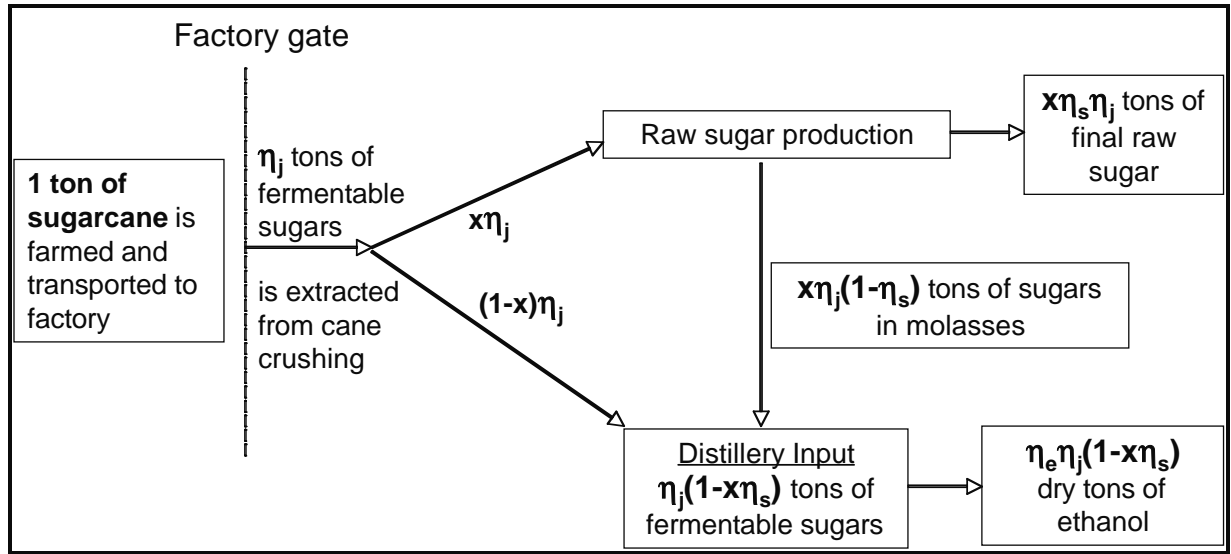 Factory gate
1 ton of
sugarcane is
farmed and
transported to
factory
ηj tons of
fermentable
sugars
is extracted
from cane
crushing
xηj
(1-x)ηj
Raw sugar production
xηsηj tons of
final raw
sugar
xηj(1-ηs) tons of sugars
in molasses
Distillery Input
ηj(1-xηs) tons of
fermentable sugars
ηeηj(1-xηs)
dry tons of
ethanol